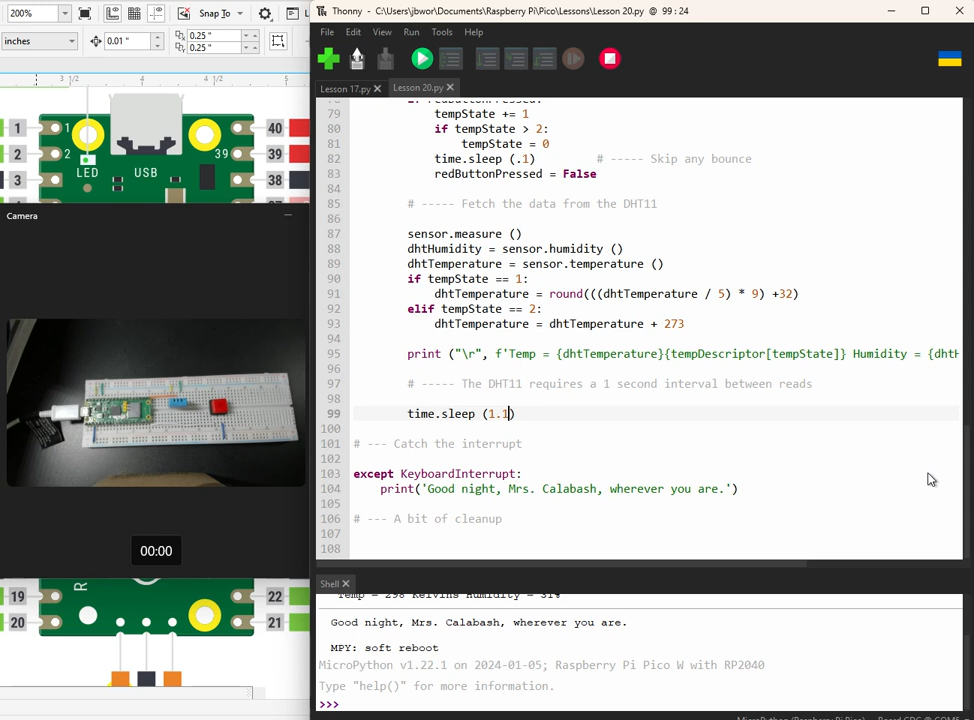 200%
Snap To
inches
0.01 "
0.25 "
0.25 "
3 1/2
4
4 1/2
5
1
1
40
2
2
39
39
LED
USB
3
38
Camera
00:00
19
R
22
20
21
Thonny - C:\Users\jbwor\Documents\Raspberry Pi\Pico\Lessons\Lesson 20.py @ 99 : 24
File Edit View Run Tools Help
Lesson 17.py
Lesson 20.py
79 tempState += 1
80 if tempState > 2:
81 tempState = 0
82 time.sleep (.1) # ----- Skip any bounce
83 redButtonPressed = False
84
85 # ----- Fetch the data from the DHT11
86
87 sensor.measure ()
88 dhtHumidity = sensor.humidity ()
89 dhtTemperature = sensor.temperature ()
90 if tempState == 1:
91 dhtTemperature = round(((dhtTemperature / 5) * 9) +32)
92 elif tempState == 2:
93 dhtTemperature = dhtTemperature + 273
94
95 print ("\r", f'Temp = {dhtTemperature}{tempDescriptor[tempState]} Humidity = {dhtH
96
97 # ----- The DHT11 requires a 1 second interval between reads
98
99 time.sleep (1.1)
100
101 # --- Catch the interrupt
102
103 except KeyboardInterrupt:
104 print('Good night, Mrs. Calabash, wherever you are.')
105
106 # --- A bit of cleanup
107
108
Shell
Temp = 298 Kelvins Humidity = 31%
Good night, Mrs. Calabash, wherever you are.
MPY: soft reboot
MicroPython v1.22.1 on 2024-01-05; Raspberry Pi Pico W with RP2040
Type "help()" for more information.
>>>